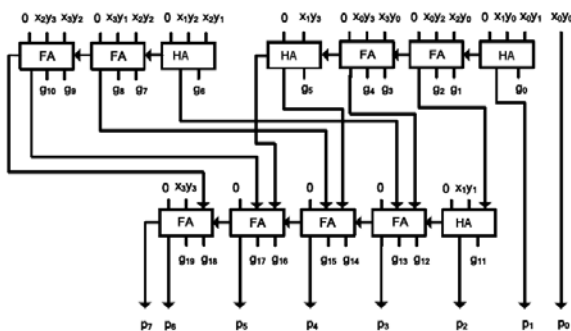 0 x₂y₃ x₃y₂ 0 x₃y₁ x₂y₂ 0 x₁y₂ x₂y₁ 0 x₁y₃ 0 x₀y₃ x₃y₀ 0 x₀y₂ x₂y₀ 0 x₁y₀ x₀y₁ x₀y₀
FA FA HA HA FA FA HA
g₁₀ g₉ g₈ g₇ g₆ g₅ g₄ g₃ g₂ g₁ g₀
0 x₃y₃ 0 0 0 0 x₁y₁
FA FA FA FA HA
g₁₉ g₁₈ g₁₇ g₁₆ g₁₅ g₁₄ g₁₃ g₁₂ g₁₁
p₇ p₆ p₅ p₄ p₃ p₂ p₁ p₀